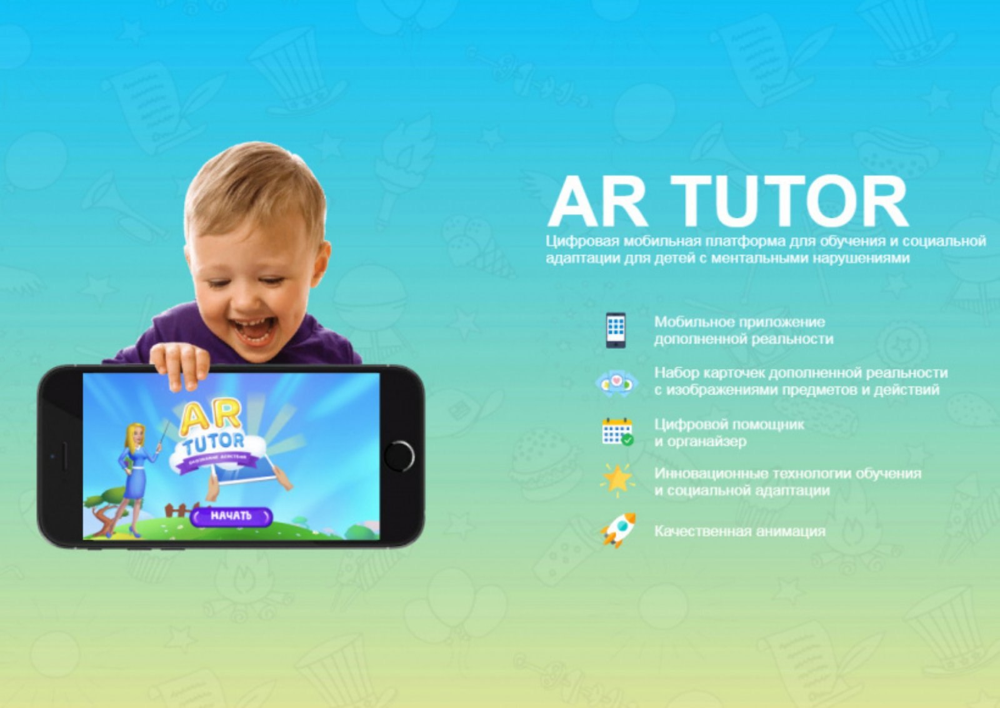 AR TUTOR
Цифровая мобильная платформа для обучения и социальной
адаптации для детей с ментальными нарушениями
Мобильное приложение
дополненной реальности
Набор карточек дополненной реальности
с изображениями предметов и действий
Цифровой помощник
и органайзер
Инновационные технологии обучения
и социальной адаптации
Качественная анимация
AR
TUTOR
НАЧАТЬ